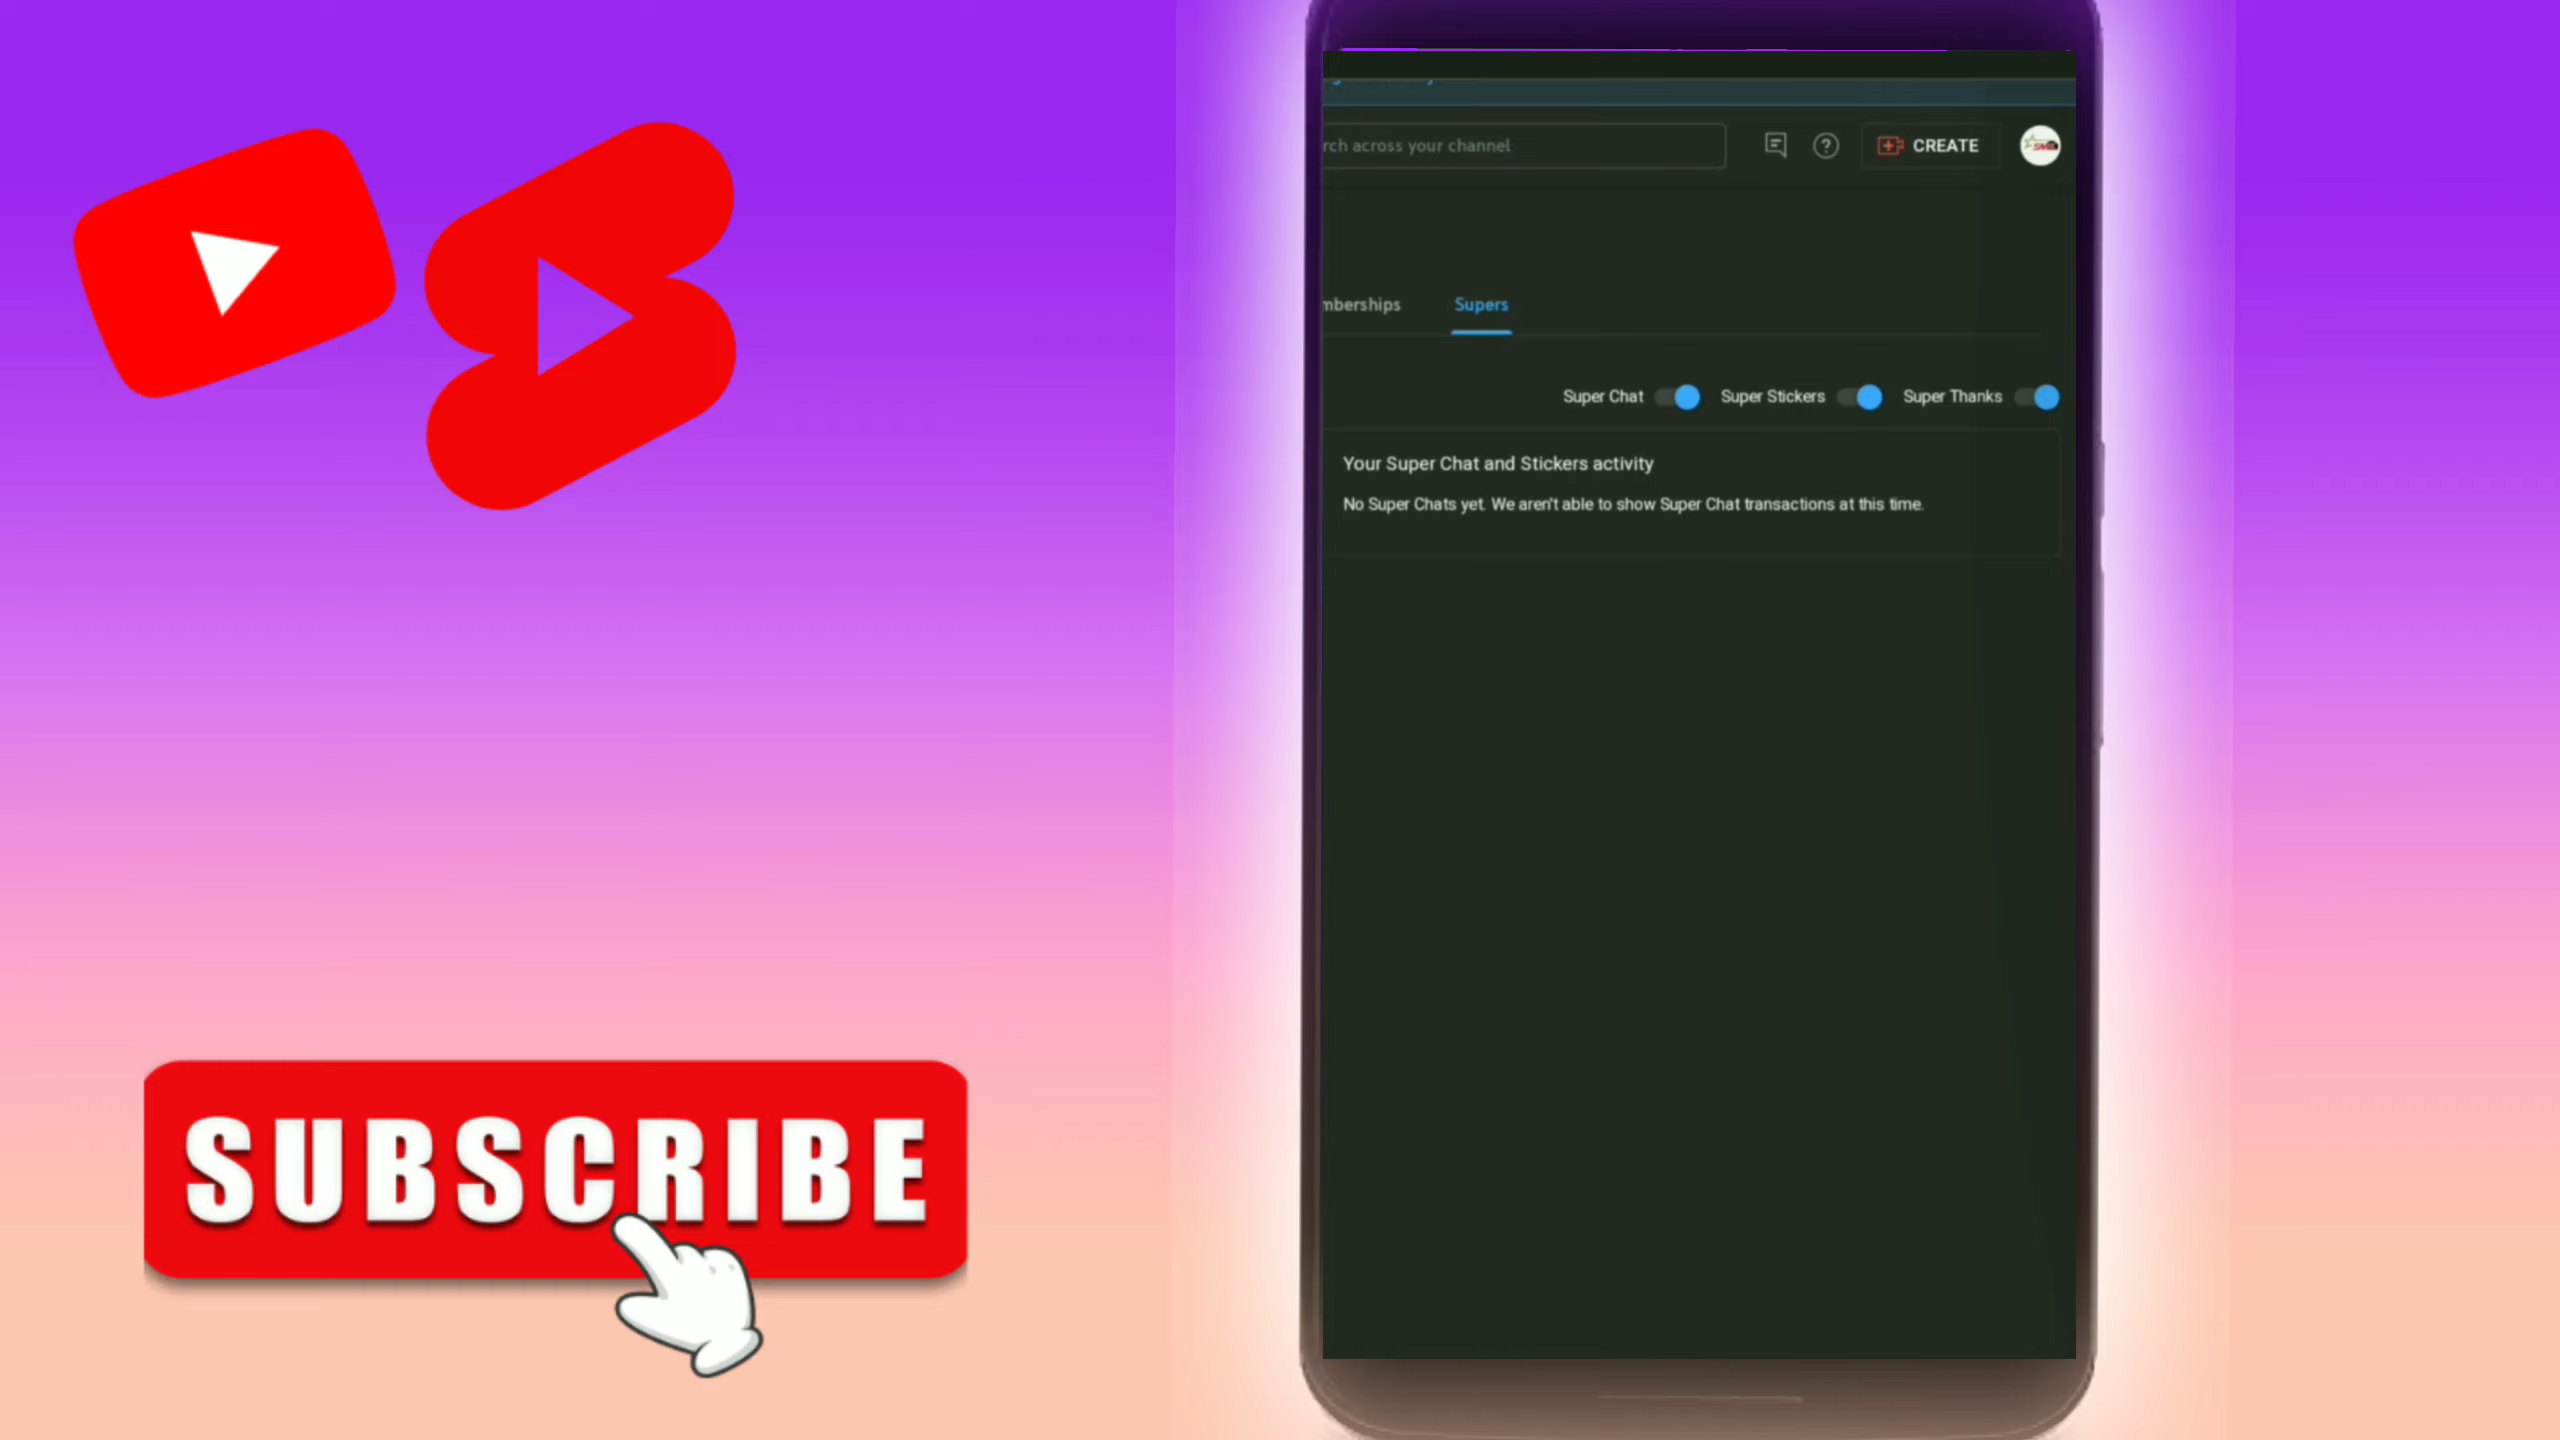 rch across your channel
CREATE
mberships
Supers
Super Chat
Super Stickers
Super Thanks
Your Super Chat and Stickers activity
No Super Chats yet. We aren't able to show Super Chat transactions at this time.
SUBSCRIBE